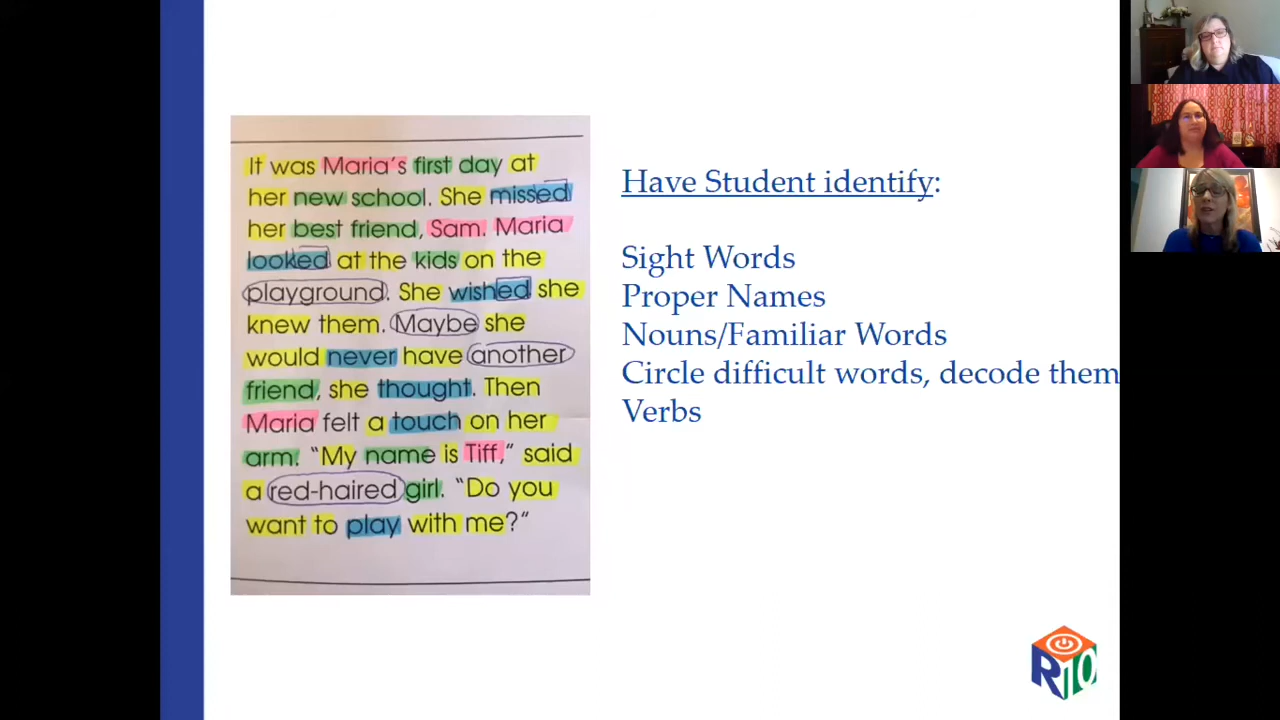 It was Maria's first day at
her new school. She missed
her best friend, Sam. Maria
looked at the kids on the
playground. She wished she
knew them. Maybe she
would never have another
friend, she thought. Then
Maria felt a touch on her
arm. "My name is Tiff," said
a red-haired girl. "Do you
want to play with me?"
Have Student identify:
Sight Words
Proper Names
Nouns/Familiar Words
Circle difficult words, decode them
Verbs
R10